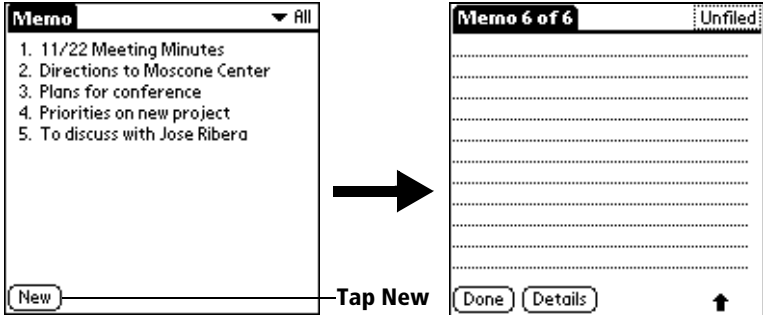 Memo
All
1. 11/22 Meeting Minutes
2. Directions to Moscone Center
3. Plans for conference
4. Priorities on new project
5. To discuss with Jose Ribera
New
Tap New
Memo 6 of 6
Unfiled
Done
Details